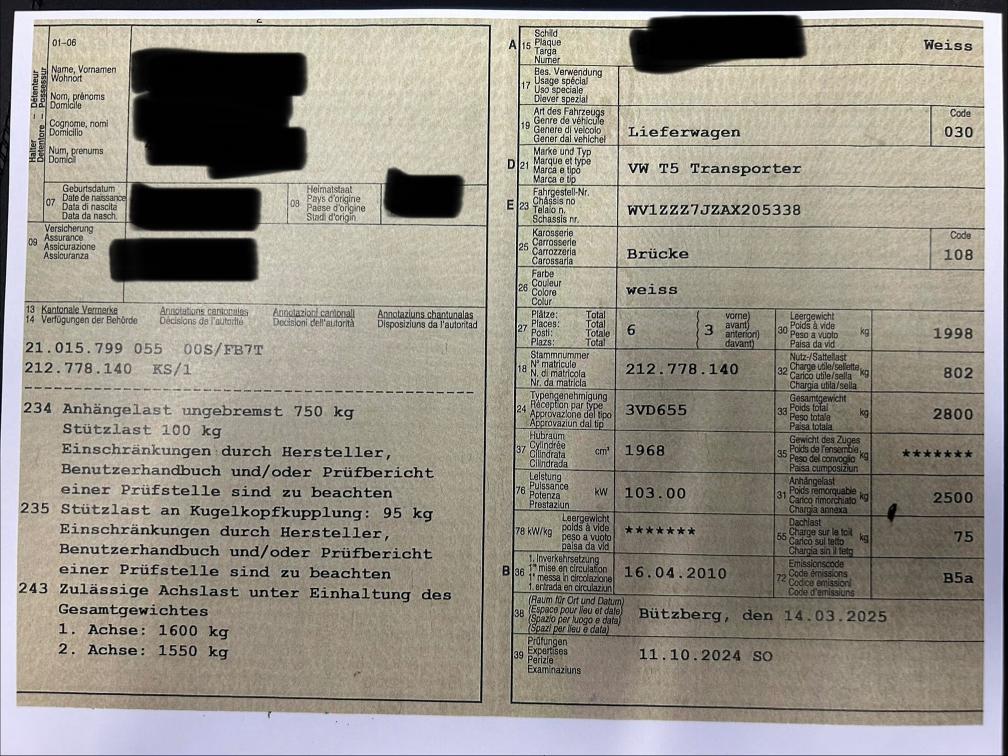 01-06
Halter – Détenteur
Detentore – Possessur
Name, Vornamen
Wohnort
Nom, prénoms
Domicile
Cognome, nomi
Domicilio
Num, prenums
Domicil
07
Geburtsdatum
Date de naissance
Data di nascita
Data da nasch.
08
Heimatstaat
Pays d'origine
Paese d'origine
Stadi d'origin
09
Versicherung
Assurance
Assicurazione
Assicuranza
13 Kantonale Vermerke
14 Verfügungen der Behörde
Annotations cantonales
Décisions de l'autorité
Annotazioni cantonali
Decisioni dell'autorità
Annotaziuns chantunalas
Disposiziuns da l'autoritad
21.015.799 055 00S/FB7T
212.778.140 KS/1
234 Anhängelast ungebremst 750 kg
Stützlast 100 kg
Einschränkungen durch Hersteller,
Benutzerhandbuch und/oder Prüfbericht
einer Prüfstelle sind zu beachten
235 Stützlast an Kugelkopfkupplung: 95 kg
Einschränkungen durch Hersteller,
Benutzerhandbuch und/oder Prüfbericht
einer Prüfstelle sind zu beachten
243 Zulässige Achslast unter Einhaltung des
Gesamtgewichtes
1. Achse: 1600 kg
2. Achse: 1550 kg
A 15
Schild
Plaque
Targa
Numer
Weiss
17
Bes. Verwendung
Usage spécial
Uso speciale
Diever spezial
19
Art des Fahrzeugs
Genre de véhicule
Genere di veicolo
Gener dal vehichel
Lieferwagen
Code
030
D 21
Marke und Typ
Marque et type
Marca e tipo
Marca e tip
VW T5 Transporter
E 23
Fahrgestell-Nr.
Châssis no
Telaio n.
Schassis nr.
WV1ZZZ7JZAX205338
25
Karosserie
Carrosserie
Carrozzeria
Carossaria
Brücke
Code
108
26
Farbe
Couleur
Colore
Colur
weiss
27
Plätze: Total
Places: Total
Posti: Totale
Plazs: Total
6
3
vorne)
avant)
anteriori)
davant)
30
Leergewicht
Poids à vide
Peso a vuoto
Paisa da vid
kg
1998
18
Stammnummer
N° matricule
N. di matricola
Nr. da matricla
212.778.140
32
Nutz-/Sattellast
Charge utile/sellette
Carico utile/sella
Chargia utila/sella
kg
802
24
Typengenehmigung
Réception par type
Approvazione del tipo
Approvaziun dal tip
3VD655
33
Gesamtgewicht
Poids total
Peso totale
Paisa totala
kg
2800
37
Hubraum
Cylindrée
Cilindrata
Cilindrada
cm³
1968
35
Gewicht des Zuges
Poids de l'ensemble
Peso del convoglio
Paisa cumposiziun
kg
*******
76
Leistung
Puissance
Potenza
Prestaziun
kW
103.00
31
Anhängelast
Poids remorquable
Carico rimorchiato
Chargia annexa
kg
2500
78 kW/kg
Leergewicht
poids à vide
peso a vuoto
paisa da vid
*******
55
Dachlast
Charge sur le toit
Carico sul tetto
Chargia sin il tetg
kg
75
B 36
1. Inverkehrsetzung
1re mise en circulation
1a messa in circolazione
1. entrada en circulaziun
16.04.2010
72
Emissionscode
Code émissions
Codice emissioni
Code d'emissiuns
B5a
38
(Raum für Ort und Datum)
(Espace pour lieu et date)
(Spazio per luogo e data)
(Spazi per lieu e data)
Bützberg, den 14.03.2025
39
Prüfungen
Expertises
Perizie
Examinaziuns
11.10.2024 SO